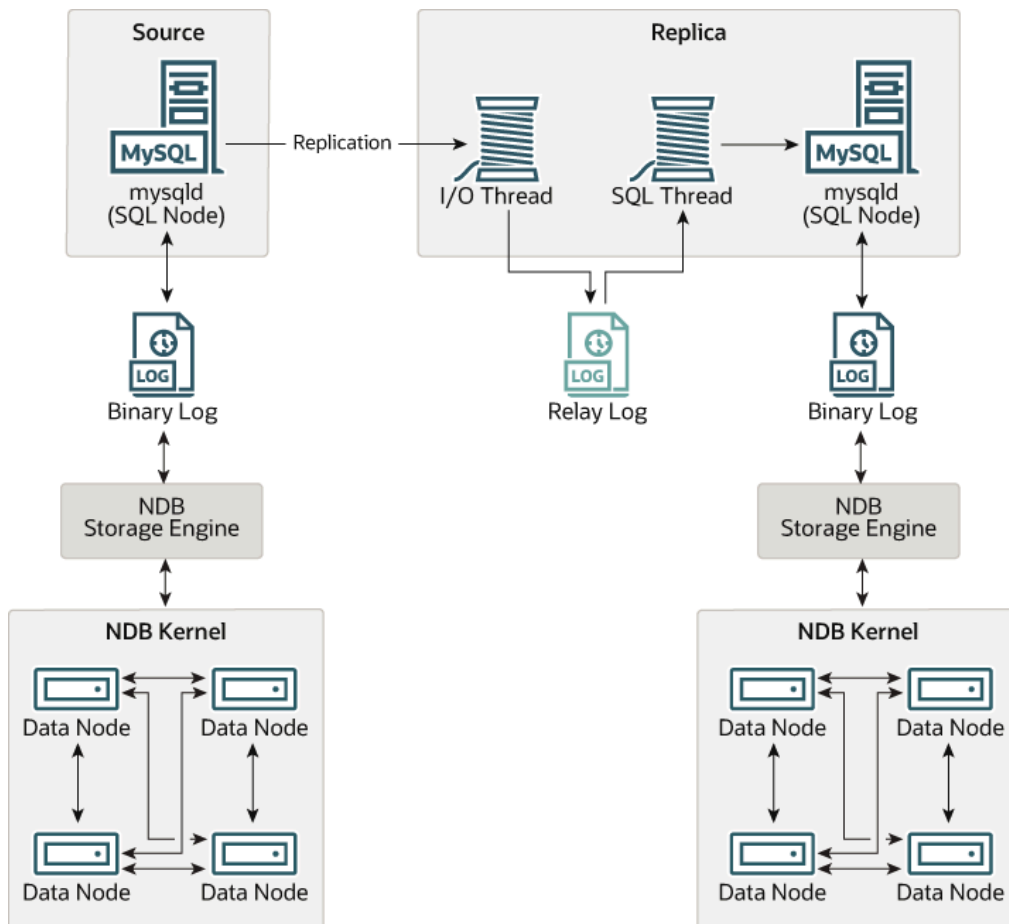 Source
Replica
MySQL
Replication
MySQL
mysqld
(SQL Node)
I/O Thread
SQL Thread
mysqld
(SQL Node)
LOG
LOG
LOG
Binary Log
Relay Log
Binary Log
NDB
Storage Engine
NDB
Storage Engine
NDB Kernel
NDB Kernel
Data Node
Data Node
Data Node
Data Node
Data Node
Data Node
Data Node
Data Node